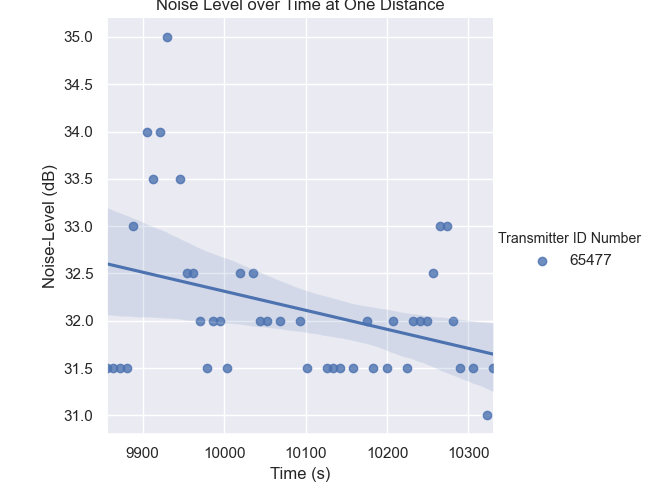 Noise Level over Time at One Distance
35.0
34.5
34.0
33.5
33.0
32.5
32.0
31.5
31.0
Noise-Level (dB)
9900 10000 10100 10200 10300
Time (s)
Transmitter ID Number
65477